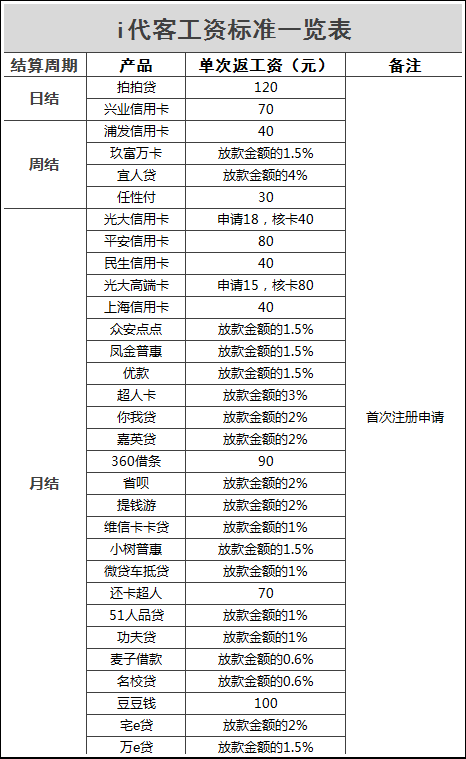 i代客工资标准一览表
结算周期 产品 单次返工资（元） 备注
日结 拍拍贷 120 首次注册申请
兴业信用卡 70
周结 浦发信用卡 40
玖富万卡 放款金额的1.5%
宜人贷 放款金额的4%
任性付 30
月结 光大信用卡 申请18，核卡40
平安信用卡 80
民生信用卡 40
光大高端卡 申请15，核卡80
上海信用卡 40
众安点点 放款金额的1.5%
凤金普惠 放款金额的1.5%
优款 放款金额的1.5%
超人卡 放款金额的3%
你我贷 放款金额的2%
嘉英贷 放款金额的2%
360借条 90
省呗 放款金额的2%
提钱游 放款金额的2%
维信卡卡贷 放款金额的1%
小树普惠 放款金额的1.5%
微贷车抵贷 放款金额的1%
还卡超人 70
51人品贷 放款金额的1%
功夫贷 放款金额的1%
麦子借款 放款金额的0.6%
名校贷 放款金额的0.6%
豆豆钱 100
宅e贷 放款金额的2%
万e贷 放款金额的1.5%